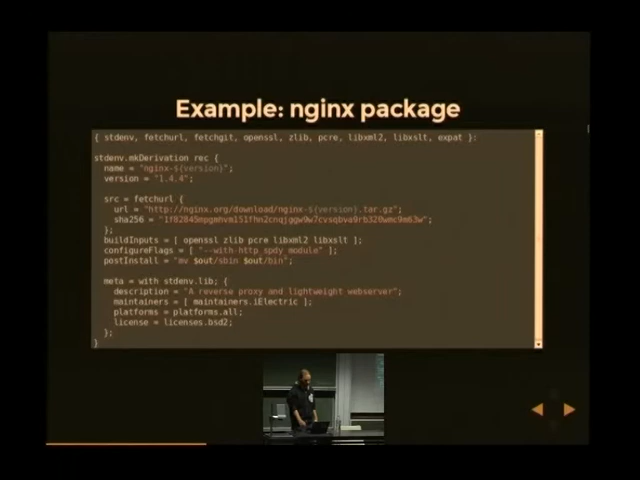 Example: nginx package
{ stdenv, fetchurl, fetchgit, openssl, zlib, pcre, libxml2, libxslt, expat }:
stdenv.mkDerivation rec {
name = "nginx-${version}";
version = "1.4.4";
src = fetchurl {
url = "http://nginx.org/download/nginx-${version}.tar.gz";
sha256 =
};
buildInputs = [ openssl zlib pcre libxml2 libxslt ];
configureFlags = [ "--with-http_spdy_module" ];
postInstall = "mv $out/sbin $out/bin";
meta = with stdenv.lib; {
description = "A reverse proxy and lightweight webserver";
maintainers = [ maintainers.iElectric ];
platforms = platforms.all;
license = licenses.bsd2;
};
}